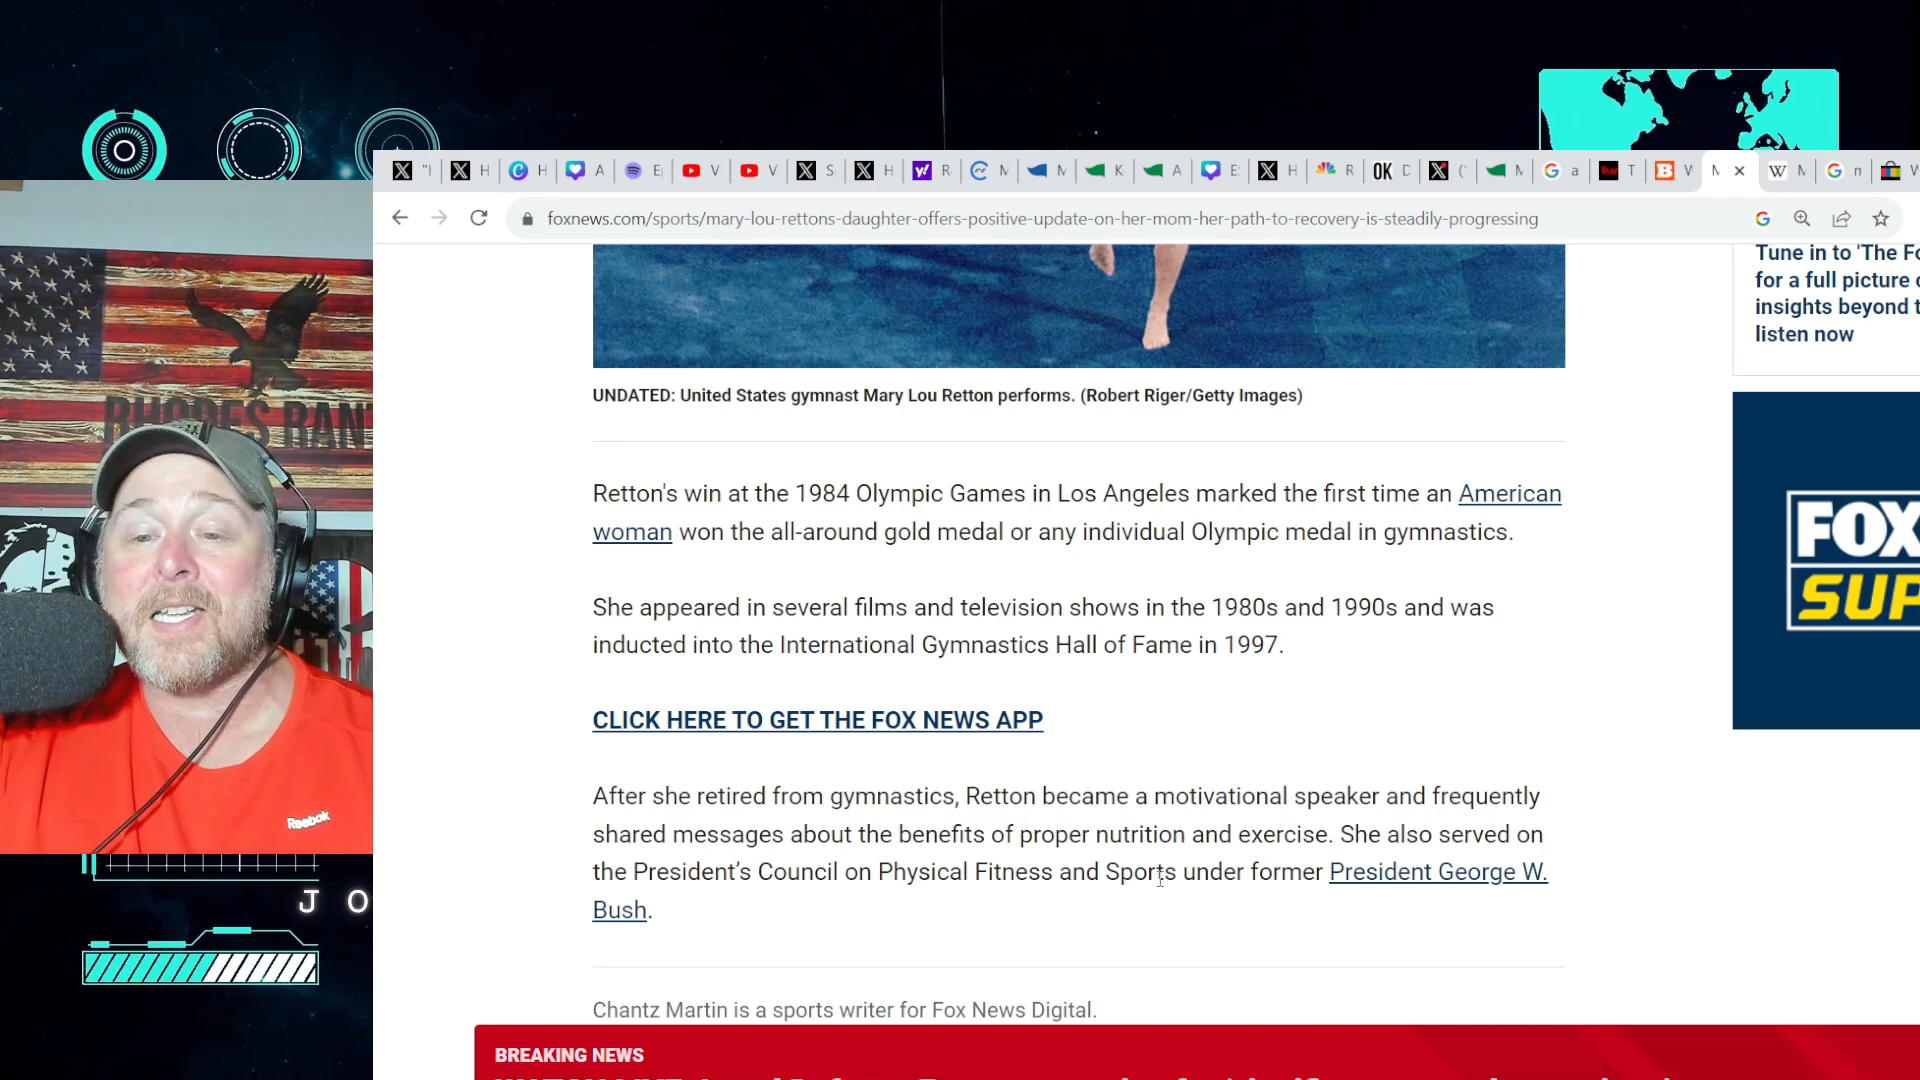 "I
H
H
A
E
V
V
S
H
R
M
M
K
A
E
H
R
OK
D
(
M
a
T
V
M
M
n
foxnews.com/sports/mary-lou-rettons-daughter-offers-positive-update-on-her-mom-her-path-to-recovery-is-steadily-progressing
Tune in to 'The Fo
for a full picture
insights beyond t
listen now
UNDATED: United States gymnast Mary Lou Retton performs. (Robert Riger/Getty Images)
RHODES RANT
Retton's win at the 1984 Olympic Games in Los Angeles marked the first time an American
woman won the all-around gold medal or any individual Olympic medal in gymnastics.
FOX
SUP
She appeared in several films and television shows in the 1980s and 1990s and was
inducted into the International Gymnastics Hall of Fame in 1997.
CLICK HERE TO GET THE FOX NEWS APP
Reebok
After she retired from gymnastics, Retton became a motivational speaker and frequently
shared messages about the benefits of proper nutrition and exercise. She also served on
the President’s Council on Physical Fitness and Sports under former President George W.
Bush.
J O
Chantz Martin is a sports writer for Fox News Digital.
BREAKING NEWS